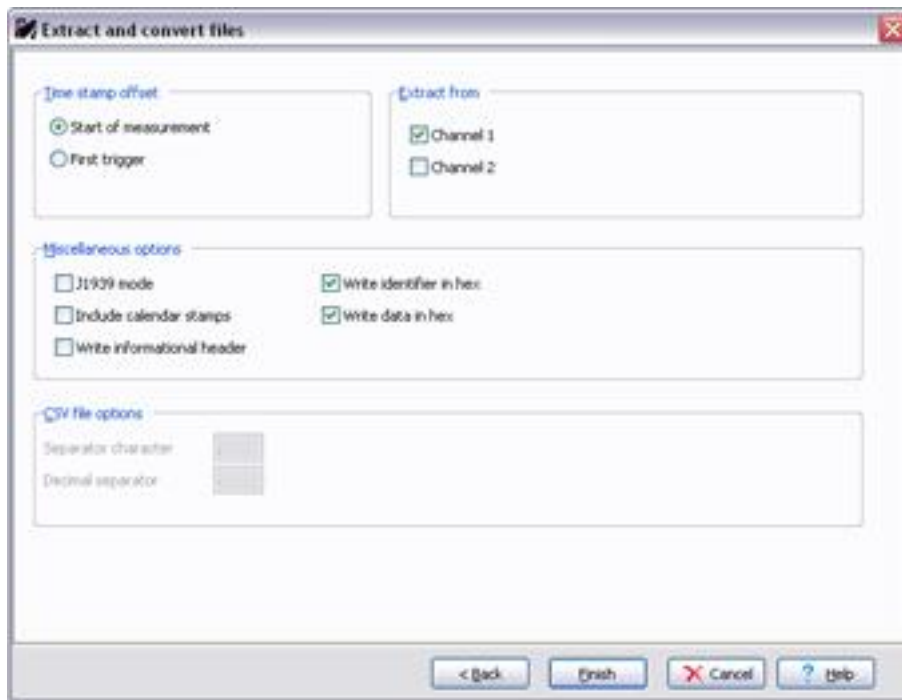 Extract and convert files
Time stamp offset
Start of measurement
First trigger
Extract from
Channel 1
Channel 2
Miscellaneous options
J1939 mode
Include calendar stamps
Write informational header
Write identifier in hex
Write data in hex
CSV file options
Separator character
Decimal separator
< Back
Finish
Cancel
? Help